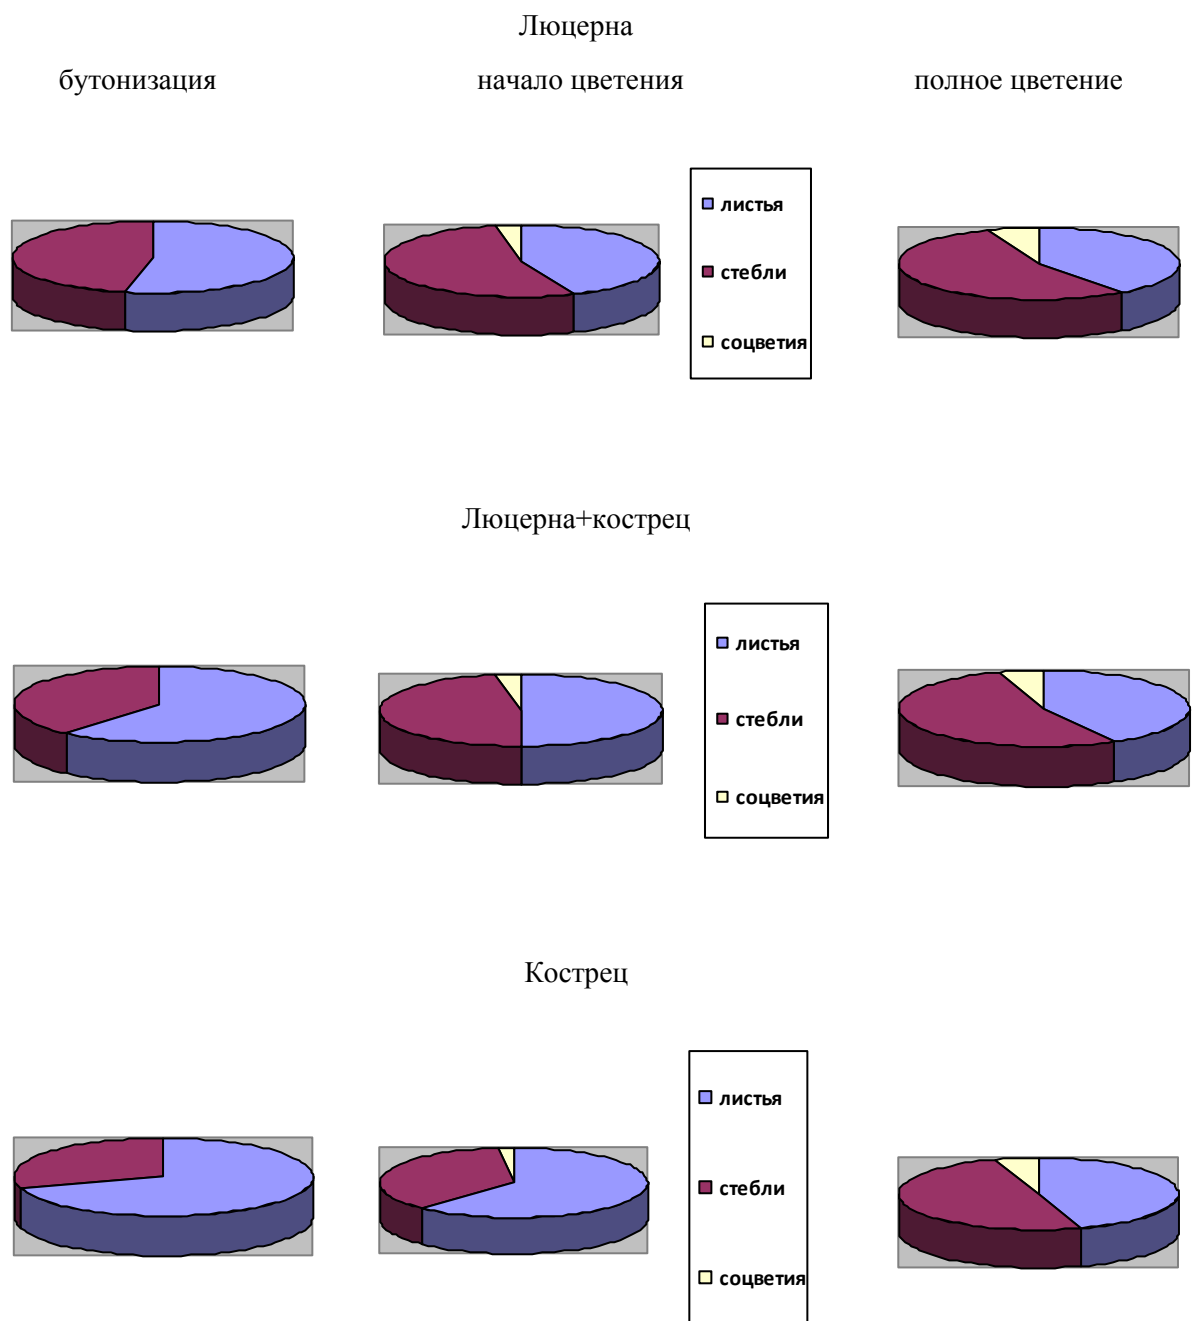 Люцерна
бутонизация начало цветения полное цветение
листья
стебли
соцветия
Люцерна+кострец
листья
стебли
соцветия
Кострец
листья
стебли
соцветия